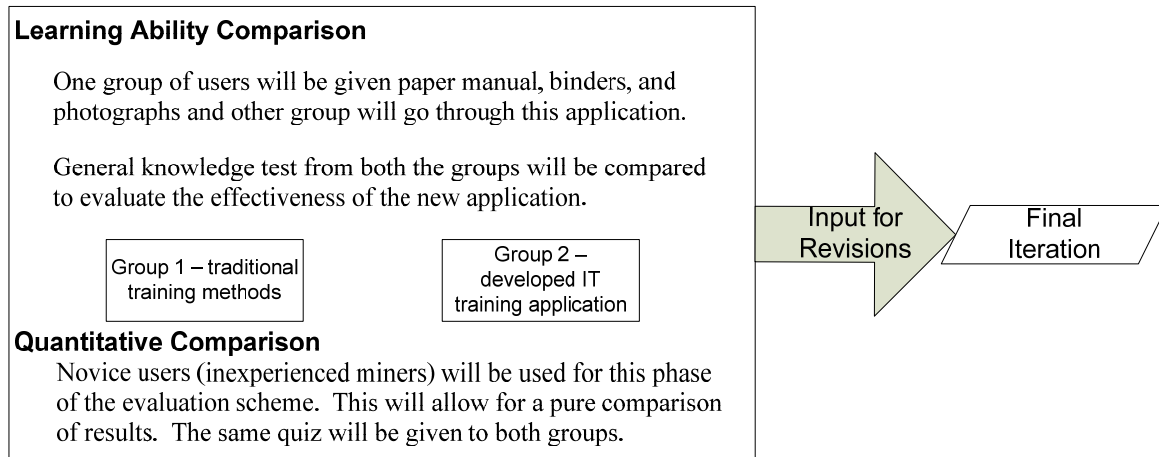 Learning Ability Comparison
One group of users will be given paper manual, binders, and
photographs and other group will go through this application.
General knowledge test from both the groups will be compared
to evaluate the effectiveness of the new application.
Group 1 – traditional
training methods
Group 2 –
developed IT
training application
Quantitative Comparison
Novice users (inexperienced miners) will be used for this phase
of the evaluation scheme.  This will allow for a pure comparison
of results.  The same quiz will be given to both groups.
Input for
Revisions
Final
Iteration